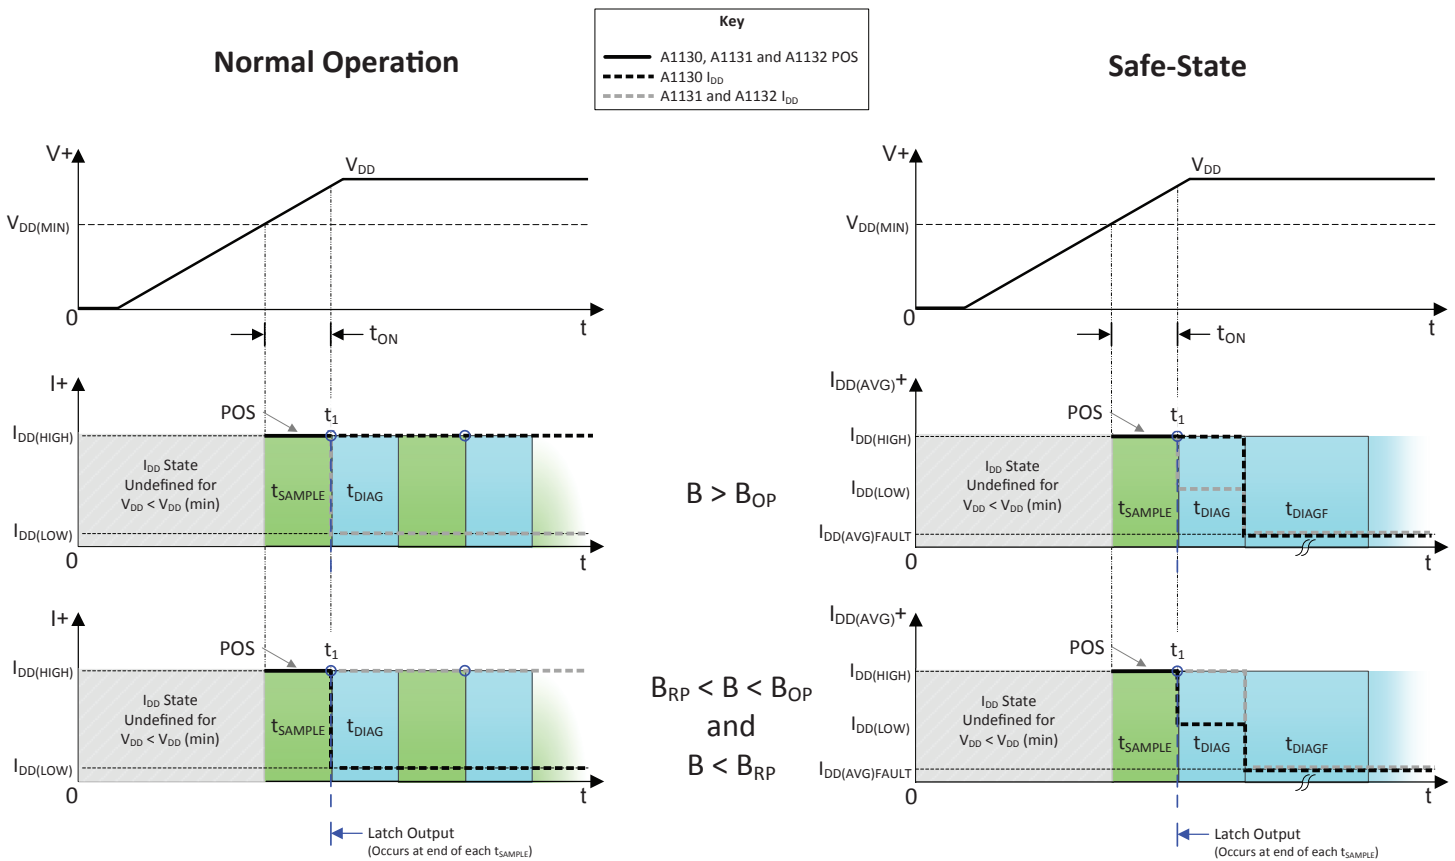 Key
A1130, A1131 and A1132 POS
A1130 IDD
A1131 and A1132 IDD
Normal Operation
V+
VDD
VDD(MIN)
0
t
tON
I+
POS
t1
IDD(HIGH)
IDD State
Undefined for
VDD < VDD (min)
tSAMPLE
tDIAG
IDD(LOW)
0
t
I+
POS
t1
IDD(HIGH)
IDD State
Undefined for
VDD < VDD (min)
tSAMPLE
tDIAG
IDD(LOW)
0
t
Latch Output
(Occurs at end of each tSAMPLE)
B > BOP
BRP < B < BOP
and
B < BRP
Safe-State
V+
VDD
VDD(MIN)
0
t
tON
IDD(AVG)+
POS
t1
IDD(HIGH)
IDD State
Undefined for
VDD < VDD (min)
IDD(LOW)
tSAMPLE
tDIAG
tDIAGF
IDD(AVG)FAULT
0
t
IDD(AVG)+
POS
t1
IDD(HIGH)
IDD State
Undefined for
VDD < VDD (min)
IDD(LOW)
tSAMPLE
tDIAG
tDIAGF
IDD(AVG)FAULT
0
t
Latch Output
(Occurs at end of each tSAMPLE)